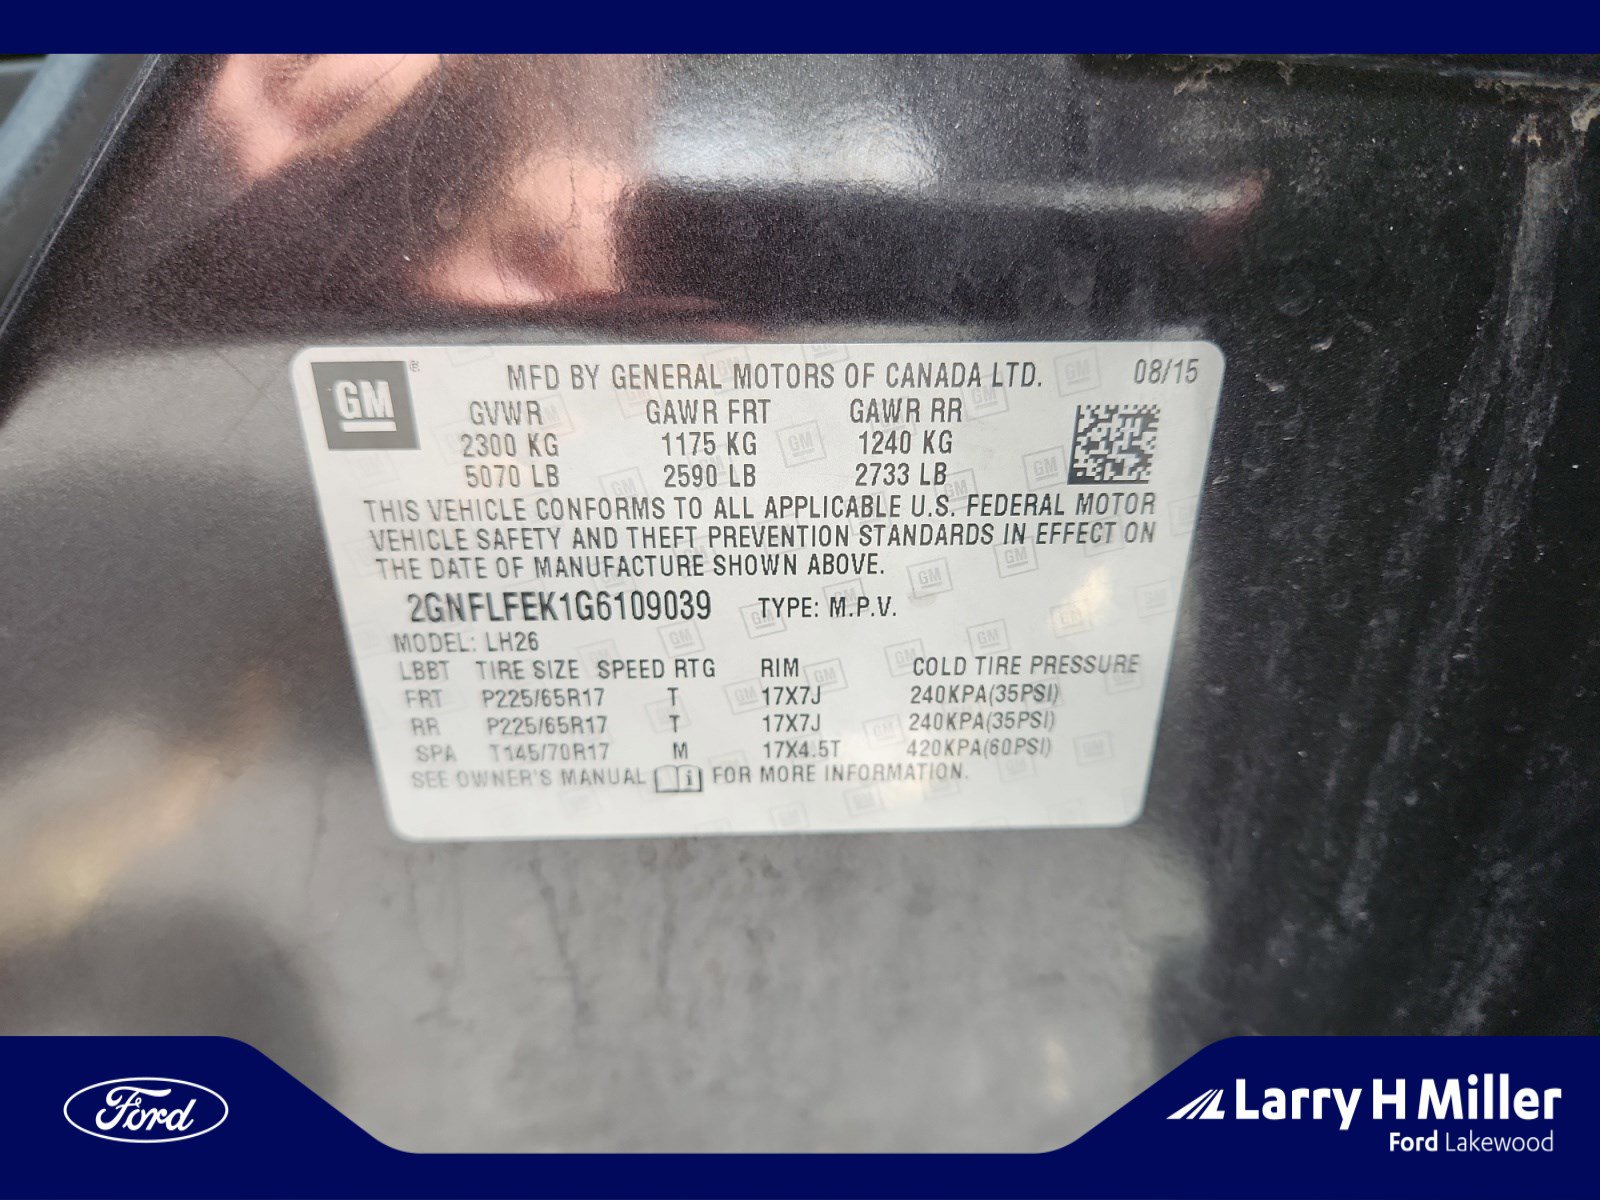 GM
MFD BY GENERAL MOTORS OF CANADA LTD. 08/15
GVWR GAWR FRT GAWR RR
2300 KG 1175 KG 1240 KG
5070 LB 2590 LB 2733 LB
THIS VEHICLE CONFORMS TO ALL APPLICABLE U.S. FEDERAL MOTOR
VEHICLE SAFETY AND THEFT PREVENTION STANDARDS IN EFFECT ON
THE DATE OF MANUFACTURE SHOWN ABOVE.
2GNFLFEK1G6109039 TYPE: M.P.V.
MODEL: LH26
LBBT TIRE SIZE SPEED RTG RIM COLD TIRE PRESSURE
FRT P225/65R17 T 17X7J 240KPA(35PSI)
RR P225/65R17 T 17X7J 240KPA(35PSI)
SPA T145/70R17 M 17X4.5T 420KPA(60PSI)
SEE OWNER'S MANUAL FOR MORE INFORMATION.
Ford
Larry H Miller
Ford Lakewood